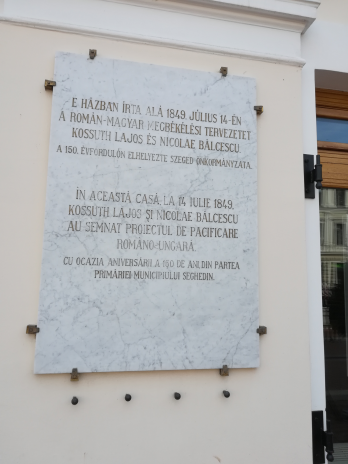 E HÁZBAN ÍRTA ALÁ 1849 JÚLIUS 14-ÉN
A ROMÁN-MAGYAR MEGBÉKÉLÉSI TERVEZETET
KOSSUTH LAJOS ÉS NICOLAE BĂLCESCU.
A 150. ÉVFORDULÓN ELHELYEZTE SZEGED ÖNKORMÁNYZATA.
ÎN ACEASTĂ CASĂ, LA 14 IULIE 1849,
KOSSUTH LAJOS ȘI NICOLAE BĂLCESCU
AU SEMNAT PROIECTUL DE PACIFICARE
ROMÂNO-UNGARĂ.
CU OCAZIA ANIVERSĂRII A 150 DE ANI, DIN PARTEA
PRIMĂRIEI MUNICIPIULUI SEGHEDIN.